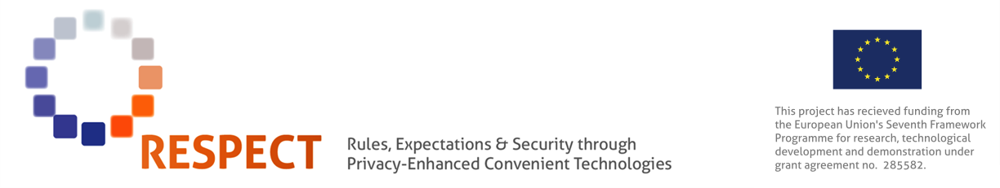 RESPECT
Rules, Expectations & Security through
Privacy-Enhanced Convenient Technologies
This project has recieved funding from
the European Union's Seventh Framework
Programme for research, technological
development and demonstration under
grant agreement no. 285582.